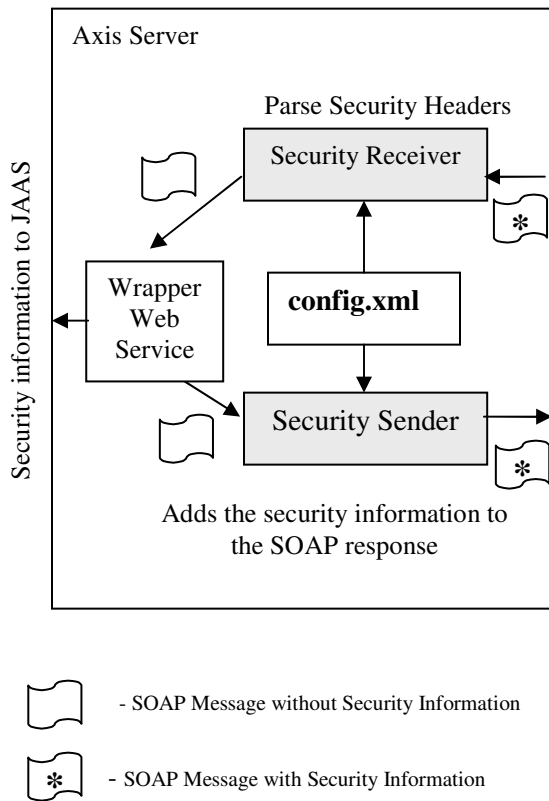 Axis Server
Parse Security Headers
Security Receiver
*
Security information to JAAS
Wrapper
Web
Service
config.xml
Security Sender
*
Adds the security information to
the SOAP response
- SOAP Message without Security Information
*
- SOAP Message with Security Information